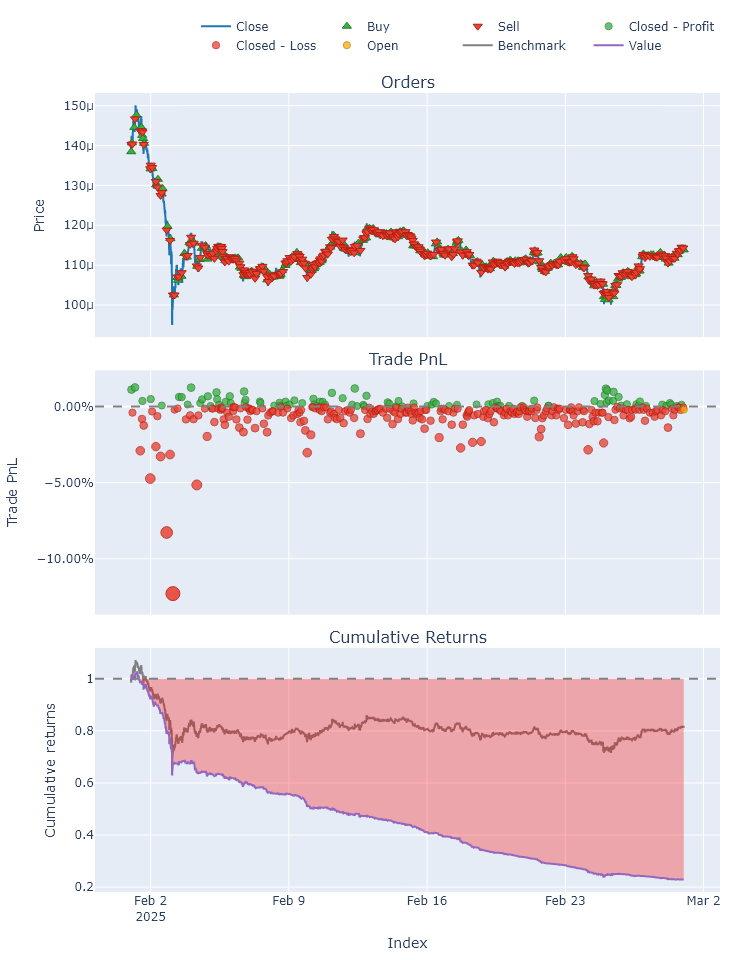 Close Buy Sell Closed - Profit
Closed - Loss Open Benchmark Value
Orders
150μ
140μ
130μ
120μ
110μ
100μ
Price
Trade PnL
0.00%
−5.00%
−10.00%
Trade PnL
Cumulative Returns
1
0.8
0.6
0.4
0.2
Cumulative returns
Feb 2 Feb 9 Feb 16 Feb 23 Mar 2
2025
Index